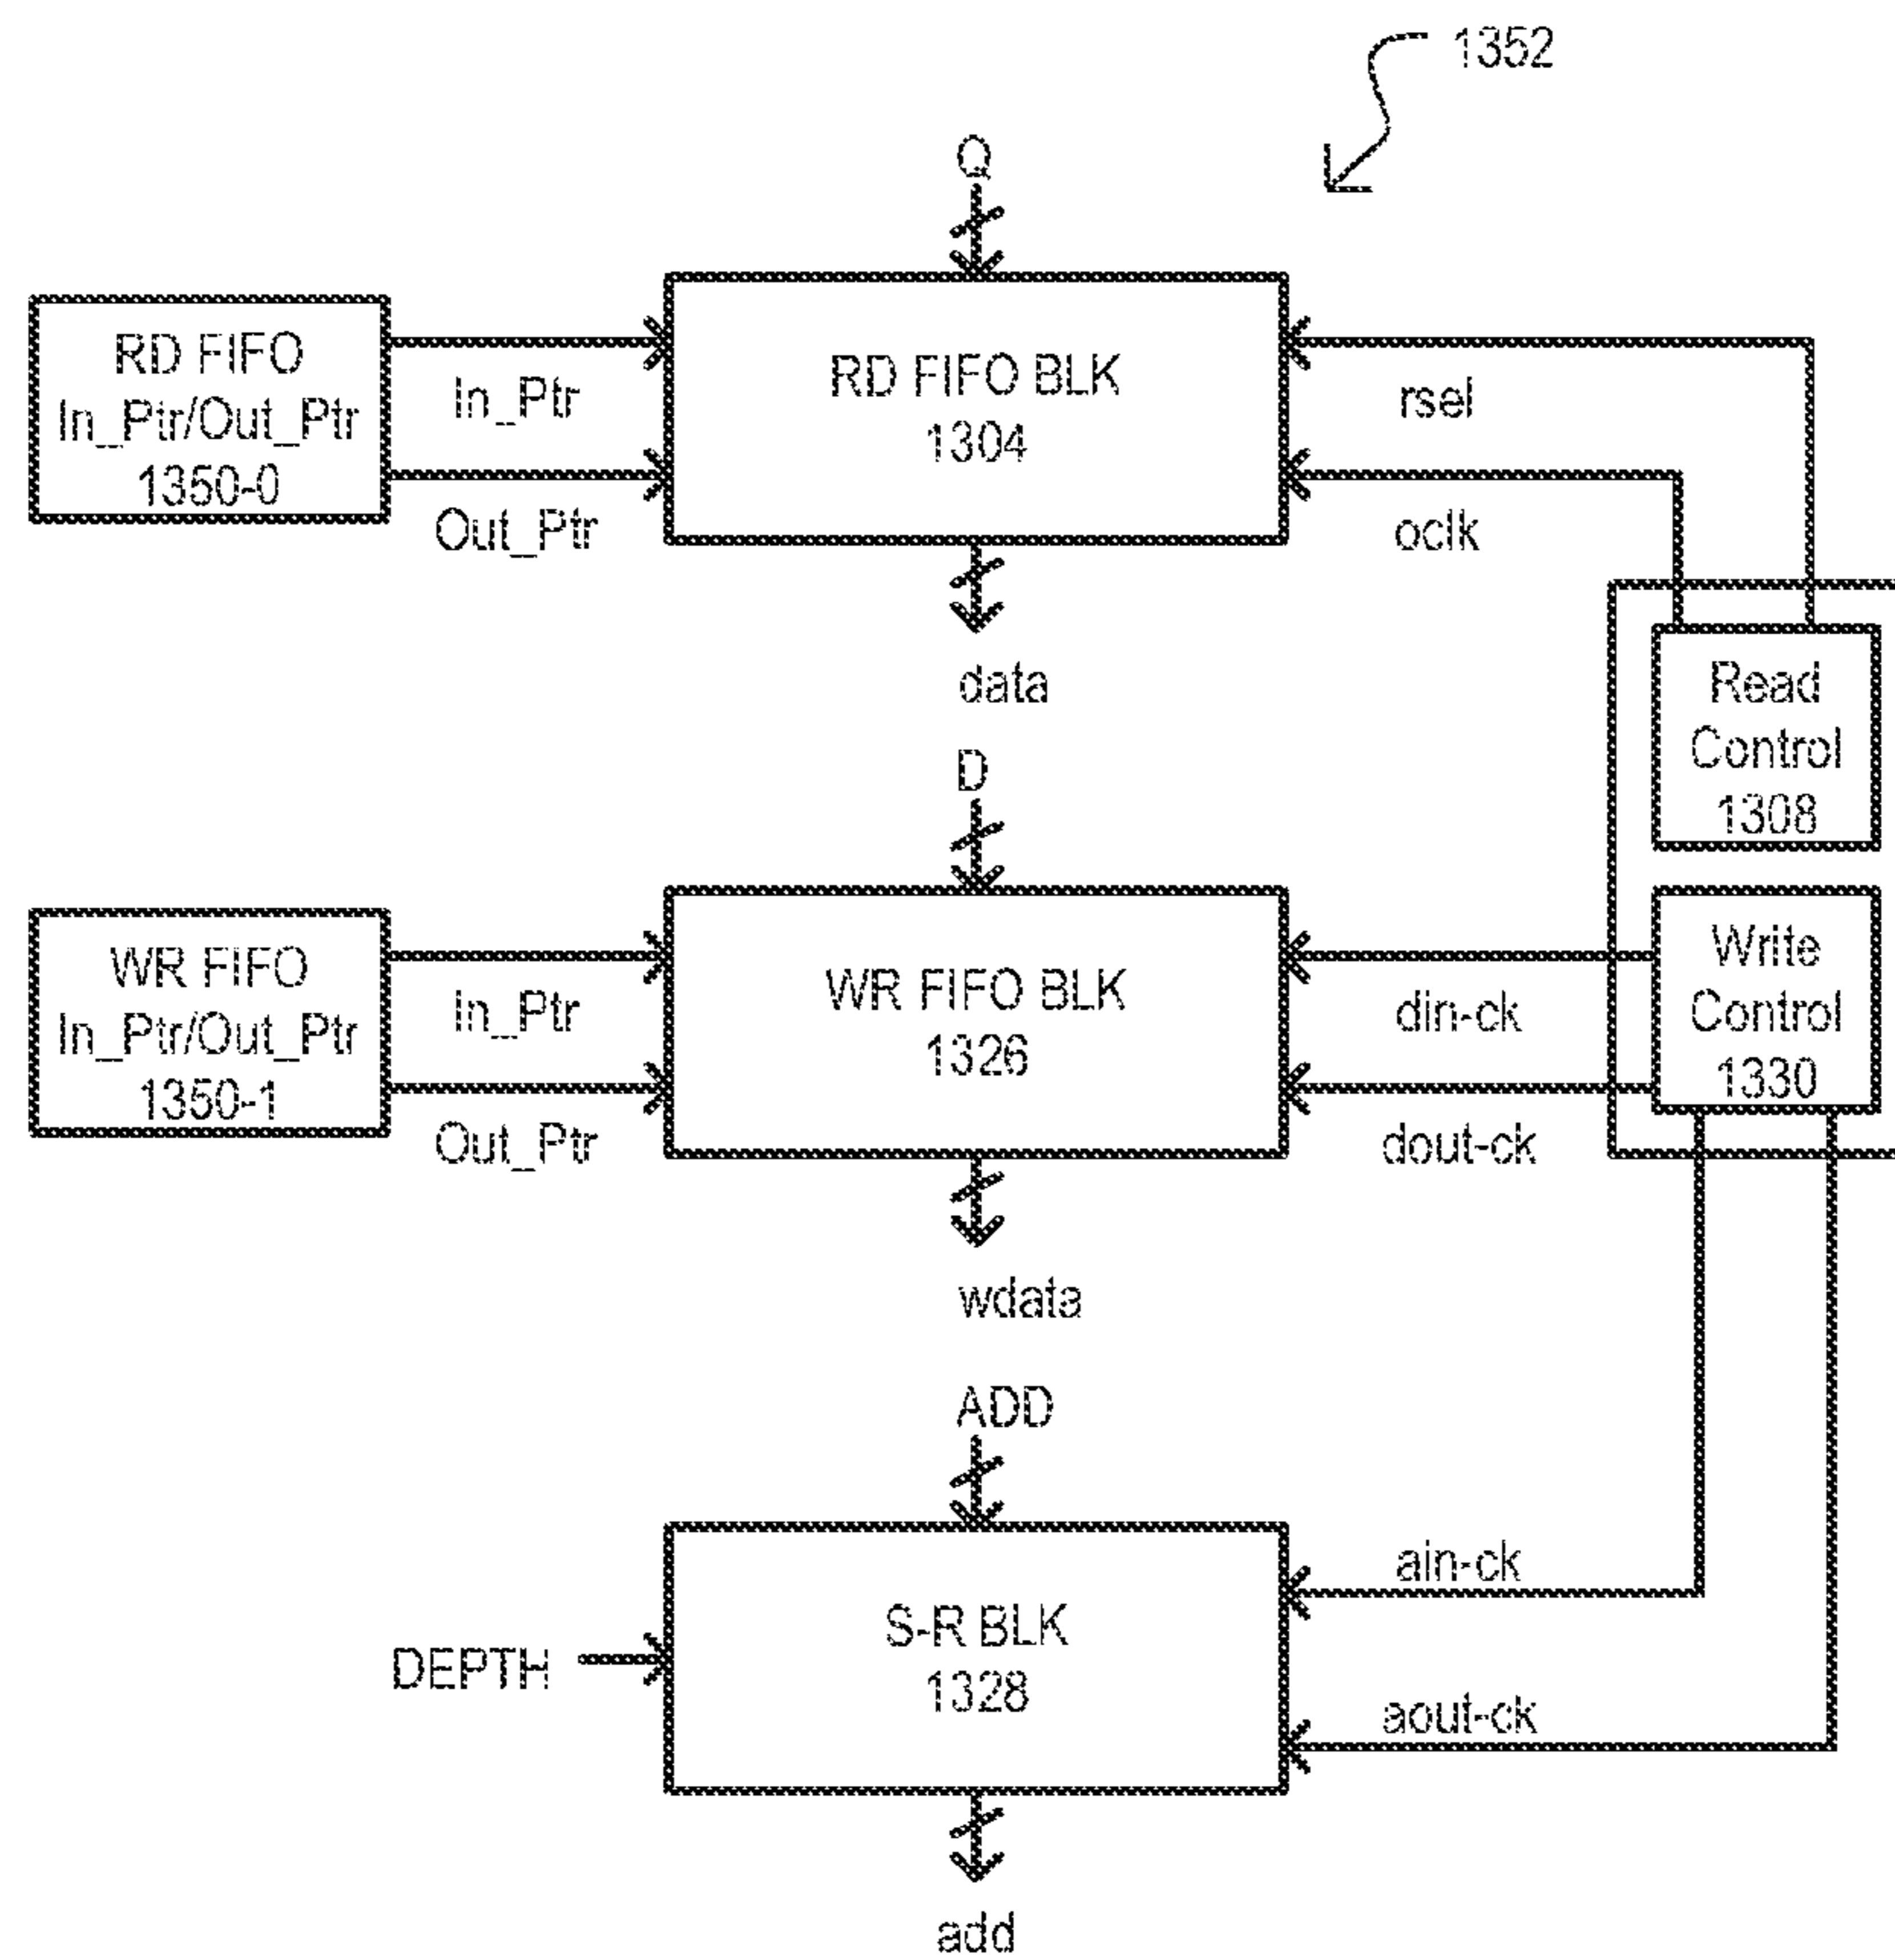 1352
Q
RD FIFO
In_Ptr/Out_Ptr
1350-0
In_Ptr
Out_Ptr
RD FIFO BLK
1304
rsel
oclk
data
Read
Control
1308
D
WR FIFO
In_Ptr/Out_Ptr
1350-1
In_Ptr
Out_Ptr
WR FIFO BLK
1326
din-ck
dout-ck
Write
Control
1330
wdata
ADD
DEPTH
S-R BLK
1328
ain-ck
aout-ck
add